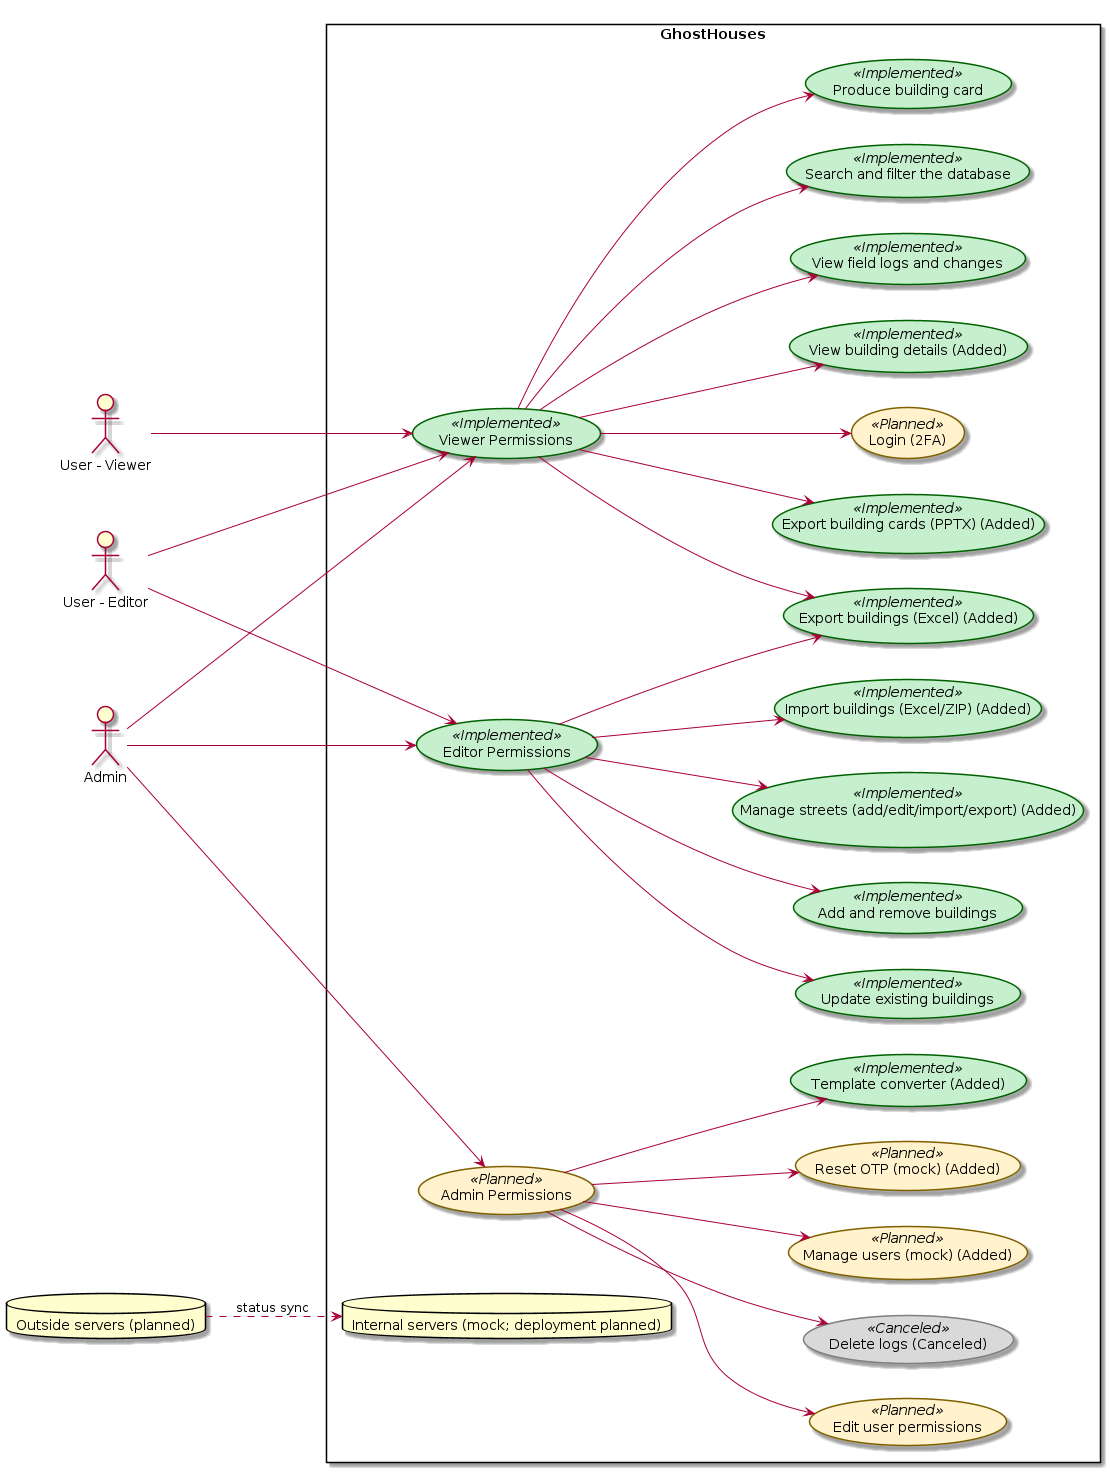 GhostHouses
«Implemented»
Produce building card
«Implemented»
Search and filter the database
«Implemented»
View field logs and changes
«Implemented»
View building details (Added)
User - Viewer
«Implemented»
Viewer Permissions
«Planned»
Login (2FA)
«Implemented»
Export building cards (PPTX) (Added)
User - Editor
«Implemented»
Export buildings (Excel) (Added)
«Implemented»
Import buildings (Excel/ZIP) (Added)
Admin
«Implemented»
Editor Permissions
«Implemented»
Manage streets (add/edit/import/export) (Added)
«Implemented»
Add and remove buildings
«Implemented»
Update existing buildings
«Implemented»
Template converter (Added)
«Planned»
Reset OTP (mock) (Added)
«Planned»
Admin Permissions
«Planned»
Manage users (mock) (Added)
Outside servers (planned)
status sync
Internal servers (mock; deployment planned)
«Canceled»
Delete logs (Canceled)
«Planned»
Edit user permissions